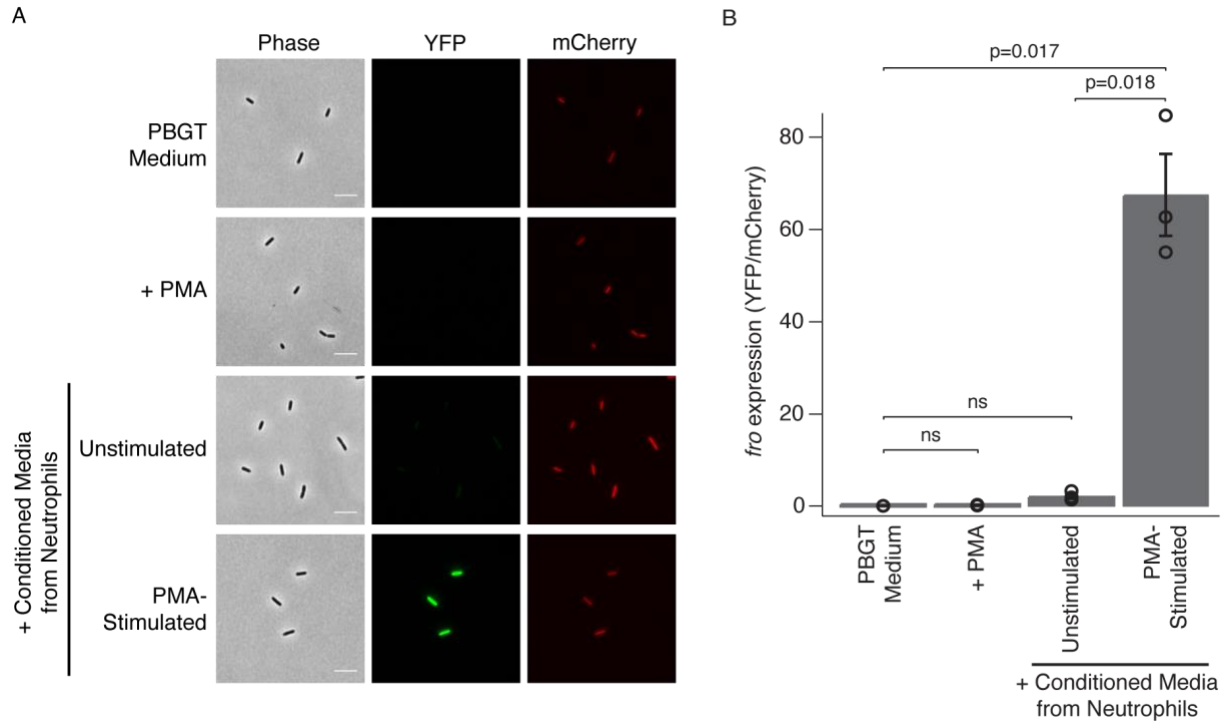 A
Phase
YFP
mCherry
PBGT
Medium
+ PMA
Unstimulated
PMA-
Stimulated
+ Conditioned Media
from Neutrophils
B
p=0.017
p=0.018
fro expression (YFP/mCherry)
80
60
40
20
0
ns
ns
PBGT
Medium
+ PMA
Unstimulated
PMA-
Stimulated
+ Conditioned Media
from Neutrophils